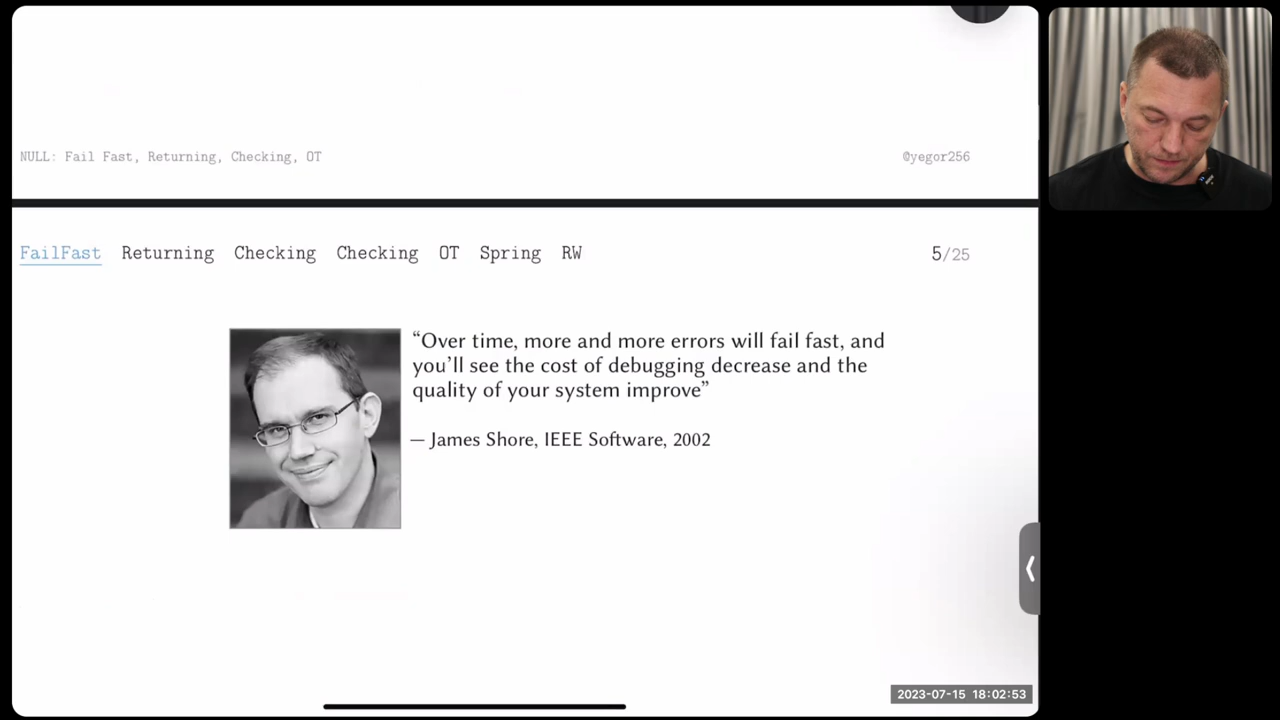 NULL: Fail Fast, Returning, Checking, OT
@yegor256
FailFast Returning Checking Checking OT Spring RW
5/25
“Over time, more and more errors will fail fast, and
you’ll see the cost of debugging decrease and the
quality of your system improve”
— James Shore, IEEE Software, 2002
2023-07-15 18:02:53